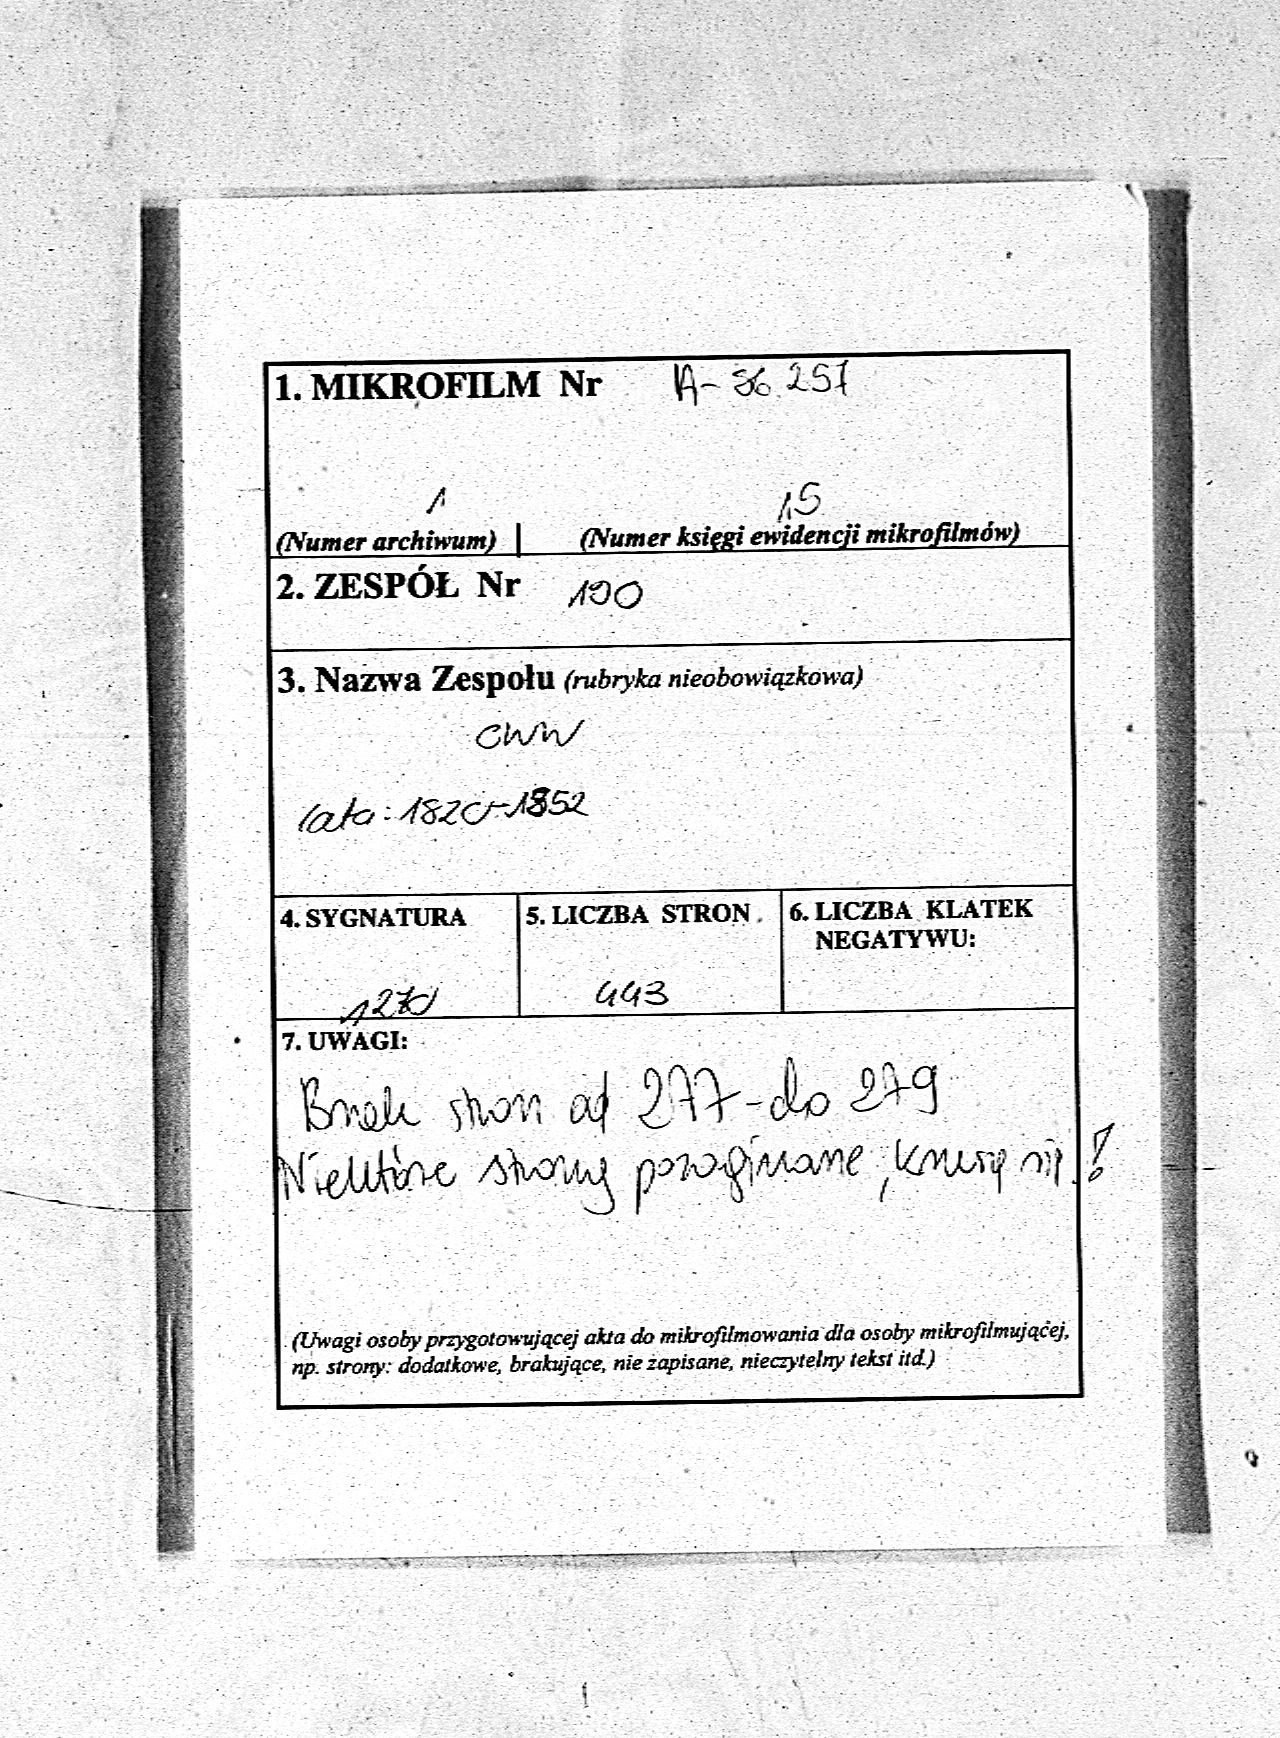 1. MIKROFILM Nr A-36.257
1 15
(Numer archiwum) (Numer księgi ewidencji mikrofilmów)
2. ZESPÓŁ Nr 190
3. Nazwa Zespołu (rubryka nieobowiązkowa)
CWW
lata: 1820-1852
4. SYGNATURA 5. LICZBA STRON 6. LICZBA KLATEK
NEGATYWU:
443
7. UWAGI:
Brak stron od 277-do 279
Niektóre strony pozaginane, kruszą się!
(Uwagi osoby przygotowującej akta do mikrofilmowania dla osoby mikrofilmującej,
np. strony: dodatkowe, brakujące, nie zapisane, nieczytelny tekst itd.)